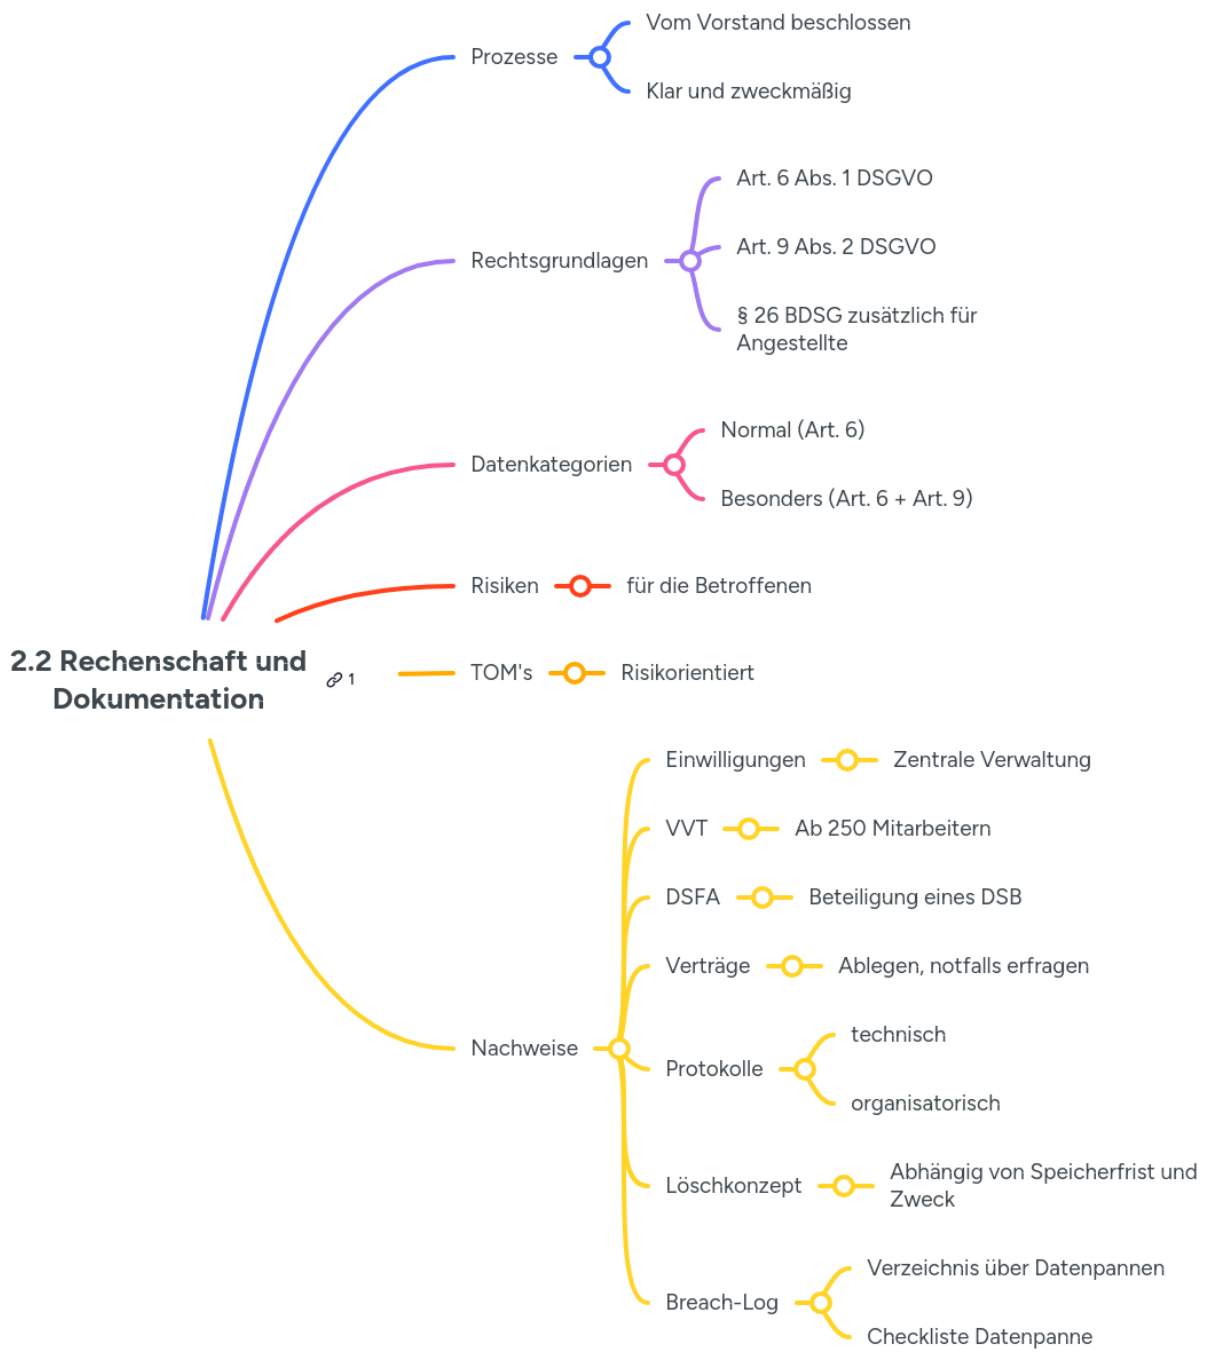 Vom Vorstand beschlossen
Prozesse
Klar und zweckmäßig
Art. 6 Abs. 1 DSGVO
Art. 9 Abs. 2 DSGVO
Rechtsgrundlagen
§ 26 BDSG zusätzlich für
Angestellte
Normal (Art. 6)
Datenkategorien
Besonders (Art. 6 + Art. 9)
Risiken
für die Betroffenen
2.2 Rechenschaft und
Dokumentation
1
TOM's
Risikorientiert
Einwilligungen
Zentrale Verwaltung
VVT
Ab 250 Mitarbeitern
DSFA
Beteiligung eines DSB
Verträge
Ablegen, notfalls erfragen
Nachweise
technisch
Protokolle
organisatorisch
Löschkonzept
Abhängig von Speicherfrist und
Zweck
Verzeichnis über Datenpannen
Breach-Log
Checkliste Datenpanne